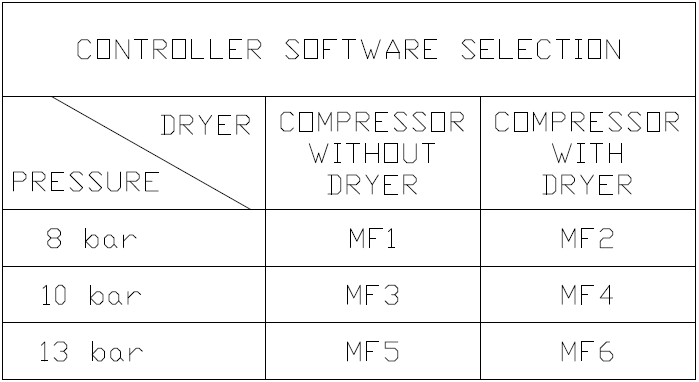 CONTROLLER SOFTWARE SELECTION
DRYER
PRESSURE
COMPRESSOR
WITHOUT
DRYER
COMPRESSOR
WITH
DRYER
8 bar MF1 MF2
10 bar MF3 MF4
13 bar MF5 MF6